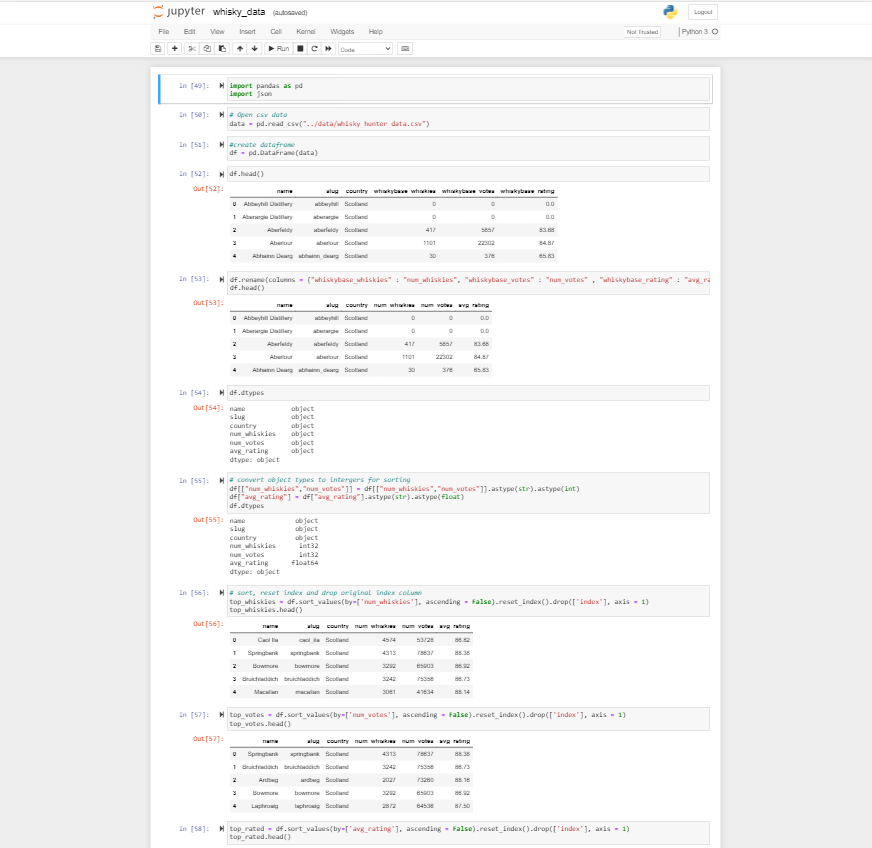 jupyter whisky_data (autosaved)
Logout
File Edit View Insert Cell Kernel Widgets Help
Not Trusted
Python 3
Run
Code
In [49]:
import pandas as pd
import json
In [50]:
# Open csv data
data = pd.read_csv("../data/whisky_hunter_data.csv")
In [51]:
#create dataframe
df = pd.DataFrame(data)
In [52]:
df.head()
Out[52]:
name slug country whiskybase_whiskies whiskybase_votes whiskybase_rating
0 Abbeyhill Distillery abbeyhill Scotland 0 0 0.0
1 Aberargie Distillery aberargie Scotland 0 0 0.0
2 Aberfeldy aberfeldy Scotland 417 5857 83.68
3 Aberlour aberlour Scotland 1101 22302 84.87
4 Abhainn Dearg abhainn_dearg Scotland 30 378 65.83
In [53]:
df.rename(columns = {"whiskybase_whiskies" : "num_whiskies", "whiskybase_votes" : "num_votes" , "whiskybase_rating" : "avg_ra
df.head()
Out[53]:
name slug country num_whiskies num_votes avg_rating
0 Abbeyhill Distillery abbeyhill Scotland 0 0 0.0
1 Aberargie Distillery aberargie Scotland 0 0 0.0
2 Aberfeldy aberfeldy Scotland 417 5857 83.68
3 Aberlour aberlour Scotland 1101 22302 84.87
4 Abhainn Dearg abhainn_dearg Scotland 30 378 65.83
In [54]:
df.dtypes
Out[54]:
name object
slug object
country object
num_whiskies object
num_votes object
avg_rating object
dtype: object
In [55]:
# convert object types to intergers for sorting
df[["num_whiskies","num_votes"]] = df[["num_whiskies","num_votes"]].astype(str).astype(int)
df["avg_rating"] = df["avg_rating"].astype(str).astype(float)
df.dtypes
Out[55]:
name object
slug object
country object
num_whiskies int32
num_votes int32
avg_rating float64
dtype: object
In [56]:
# sort, reset index and drop original index column
top_whiskies = df.sort_values(by=['num_whiskies'], ascending = False).reset_index().drop(['index'], axis = 1)
top_whiskies.head()
Out[56]:
name slug country num_whiskies num_votes avg_rating
0 Caol Ila caol_ila Scotland 4574 53728 86.82
1 Springbank springbank Scotland 4313 78637 88.38
2 Bowmore bowmore Scotland 3292 65903 86.92
3 Bruichladdich bruichladdich Scotland 3242 75358 86.73
4 Macallan macallan Scotland 3081 41634 88.14
In [57]:
top_votes = df.sort_values(by=['num_votes'], ascending = False).reset_index().drop(['index'], axis = 1)
top_votes.head()
Out[57]:
name slug country num_whiskies num_votes avg_rating
0 Springbank springbank Scotland 4313 78637 88.38
1 Bruichladdich bruichladdich Scotland 3242 75358 86.73
2 Ardbeg ardbeg Scotland 2027 73260 88.16
3 Bowmore bowmore Scotland 3292 65903 86.92
4 Laphroaig laphroaig Scotland 2872 64536 87.50
In [58]:
top_rated = df.sort_values(by=['avg_rating'], ascending = False).reset_index().drop(['index'], axis = 1)
top_rated.head()